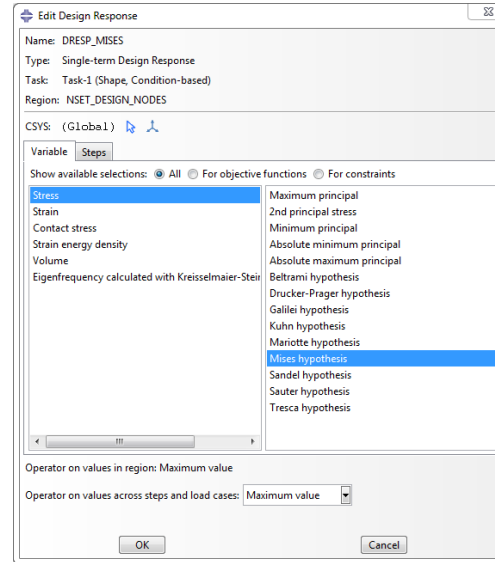 Edit Design Response
Name: DRESP_MISES
Type: Single-term Design Response
Task: Task-1 (Shape, Condition-based)
Region: NSET_DESIGN_NODES
CSYS: (Global)
Variable Steps
Show available selections: All For objective functions For constraints
Stress
Strain
Contact stress
Strain energy density
Volume
Eigenfrequency calculated with Kreisselmaier-Stein
Maximum principal
2nd principal stress
Minimum principal
Absolute minimum principal
Absolute maximum principal
Beltrami hypothesis
Drucker-Prager hypothesis
Galilei hypothesis
Kuhn hypothesis
Mariotte hypothesis
Mises hypothesis
Sandel hypothesis
Sauter hypothesis
Tresca hypothesis
Operator on values in region: Maximum value
Operator on values across steps and load cases: Maximum value
OK Cancel